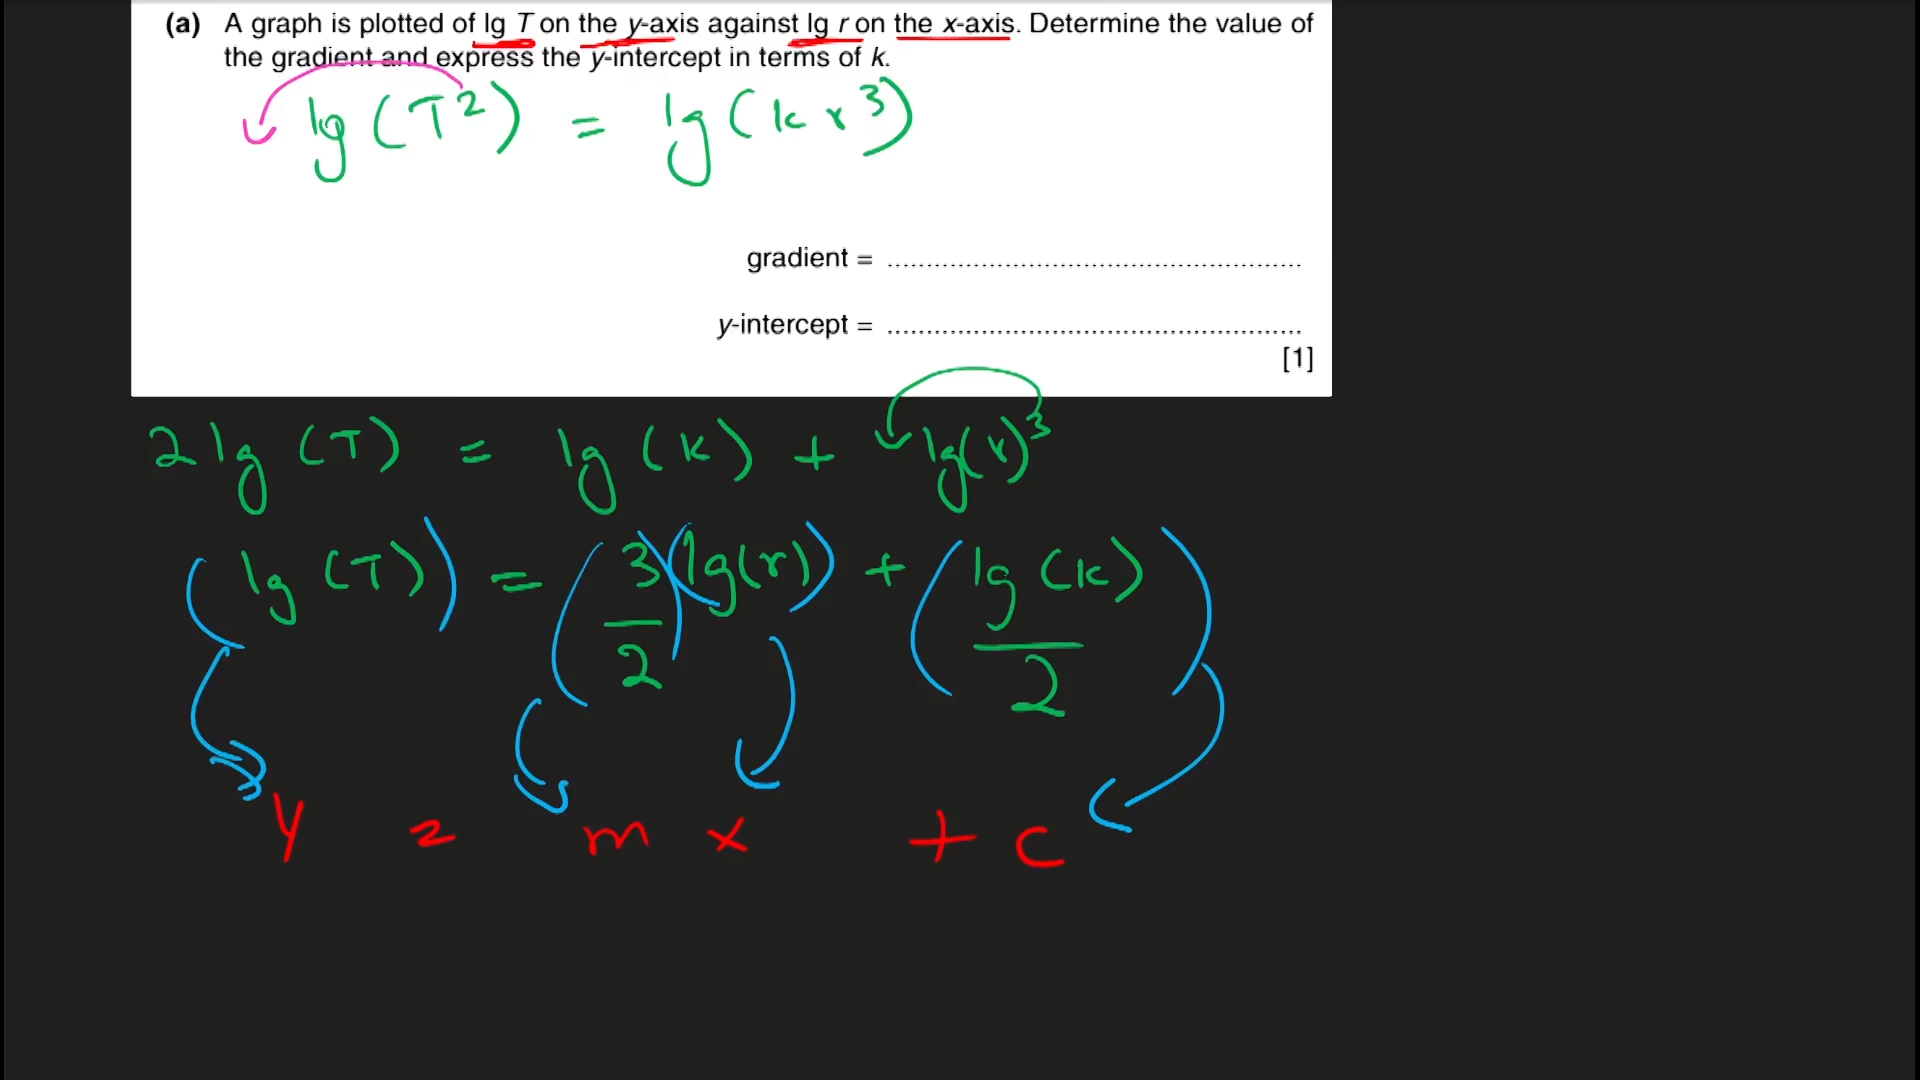 (a) A graph is plotted of lg T on the y-axis against lg r on the x-axis. Determine the value of
the gradient and express the y-intercept in terms of k.
lg (T²) = lg (k r³)
gradient = ....................................................
y-intercept = ....................................................
[1]
2 lg (T) = lg (k) + lg(r)³
(lg (T)) = (3/2)(lg(r)) + (lg (k)/2)
y = m x + c